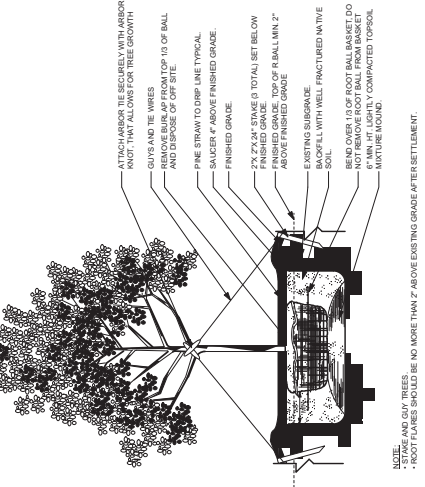 ATTACH ARBOR TIE SECURELY WITH ARBOR
KNOT, THAT ALLOWS FOR TREE GROWTH
GUYS AND TIE WIRES
REMOVE BURLAP FROM TOP 1/3 OF BALL
AND DISPOSE OF OFF SITE.
PINE STRAW TO DRIP LINE TYPICAL
SAUCER 4" ABOVE FINISHED GRADE.
FINISHED GRADE.
2"X 2"X 24" STAKE (3 TOTAL) SET BELOW
FINISHED GRADE.
FINISHED GRADE, TOP OF R.BALL MIN. 2"
ABOVE FINISHED GRADE
EXISTING SUBGRADE.
BACKFILL WITH WELL FRACTURED NATIVE
SOIL.
BEND OVER 1/3 OF ROOT BALL BASKET, DO
NOT REMOVE ROOT BALL FROM BASKET
6" MIN. HT. LIGHTLY COMPACTED TOPSOIL
MIXTURE MOUND.
NOTE:
• STAKE AND GUY TREES.
• ROOT FLARES SHOULD BE NO MORE THAN 2" ABOVE EXISTING GRADE AFTER SETTLEMENT.